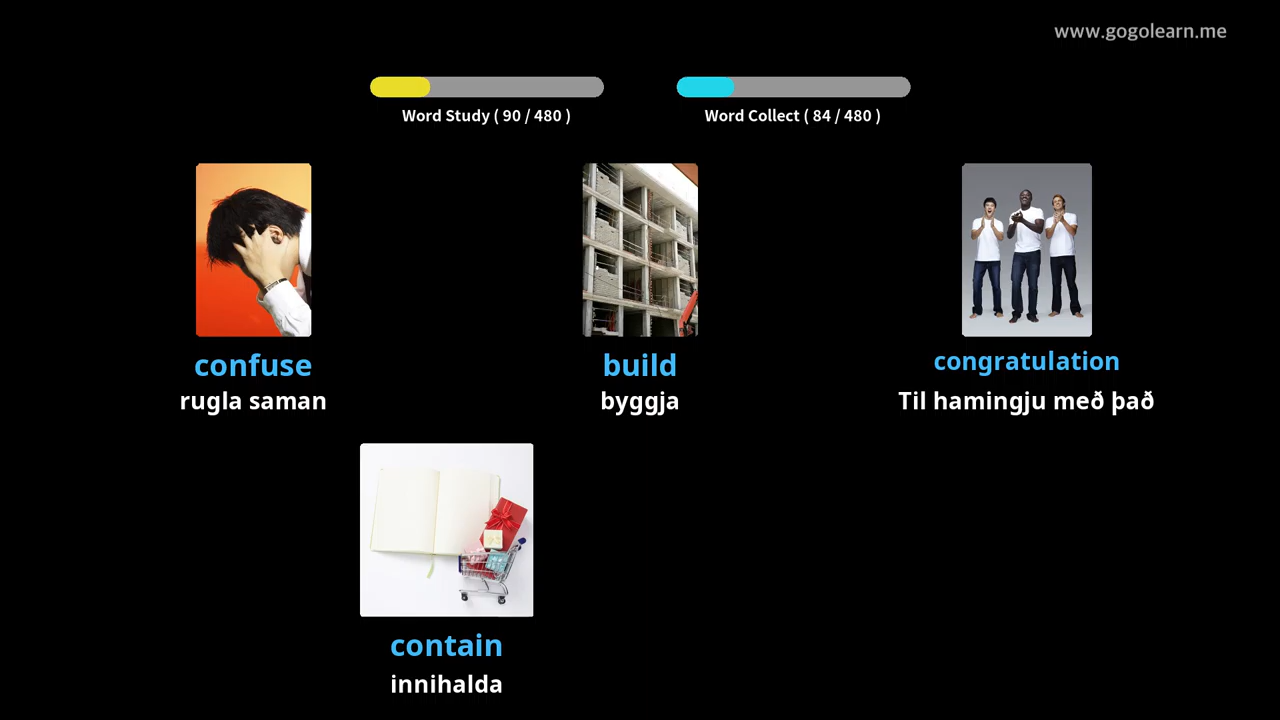 www.gogolearn.me
Word Study ( 90 / 480 )
Word Collect ( 84 / 480 )
confuse
rugla saman
build
byggja
congratulation
Til hamingju með það
contain
innihalda